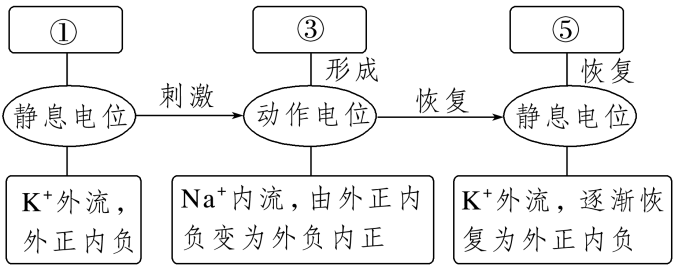 ① ③ ⑤
形成 恢复
静息电位 刺激 动作电位 恢复 静息电位
K⁺外流，
外正内负
Na⁺内流，由外正内
负变为外负内正
K⁺外流，逐渐恢
复为外正内负